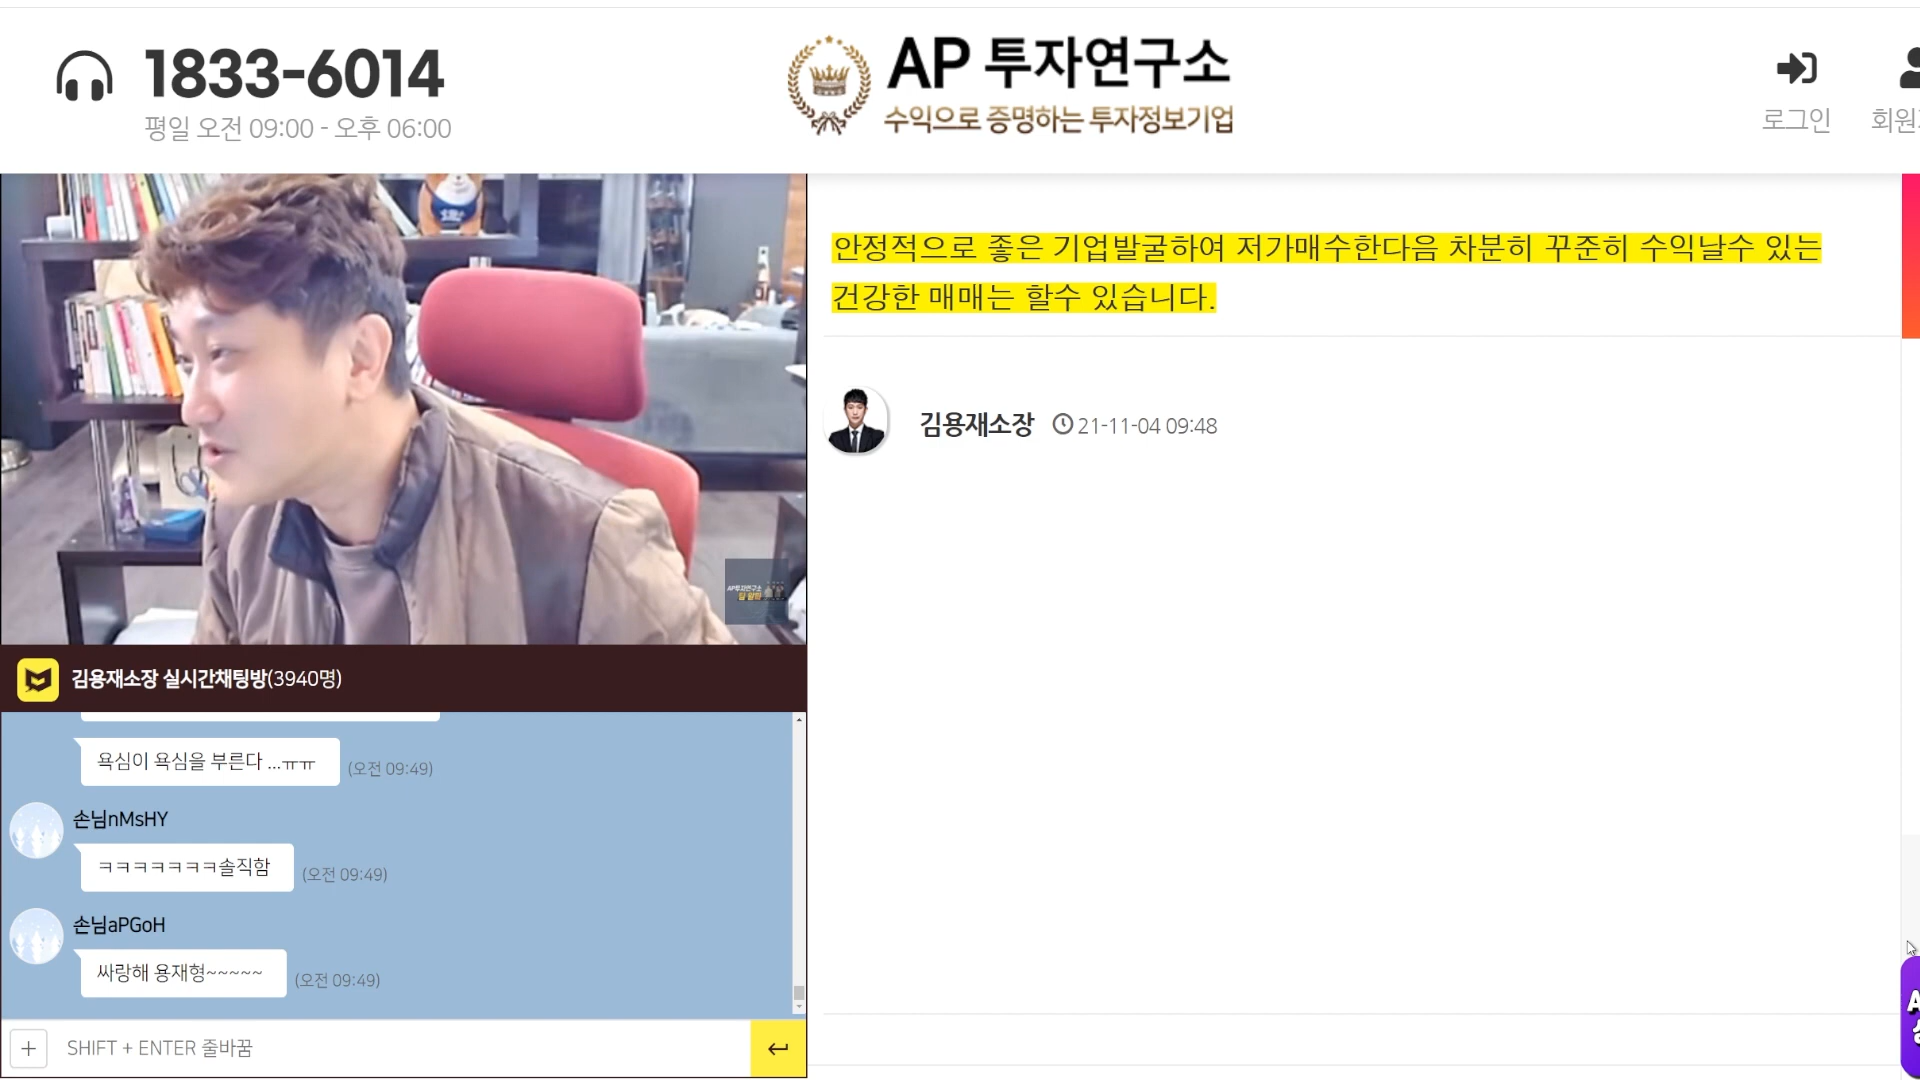 1833-6014
평일 오전 09:00 - 오후 06:00
AP 투자연구소
수익으로 증명하는 투자정보기업
로그인
회원
안정적으로 좋은 기업발굴하여 저가매수한다음 차분히 꾸준히 수익날수 있는
건강한 매매는 할수 있습니다.
김용재소장 21-11-04 09:48
AP투자연구소
김용재소장 실시간채팅방(3940명)
욕심이 욕심을 부른다 ...ㅠㅠ (오전 09:49)
손님nMsHY
ㅋㅋㅋㅋㅋㅋㅋ솔직함 (오전 09:49)
손님aPGoH
싸랑해 용재형~~~~~ (오전 09:49)
+ SHIFT + ENTER 줄바꿈